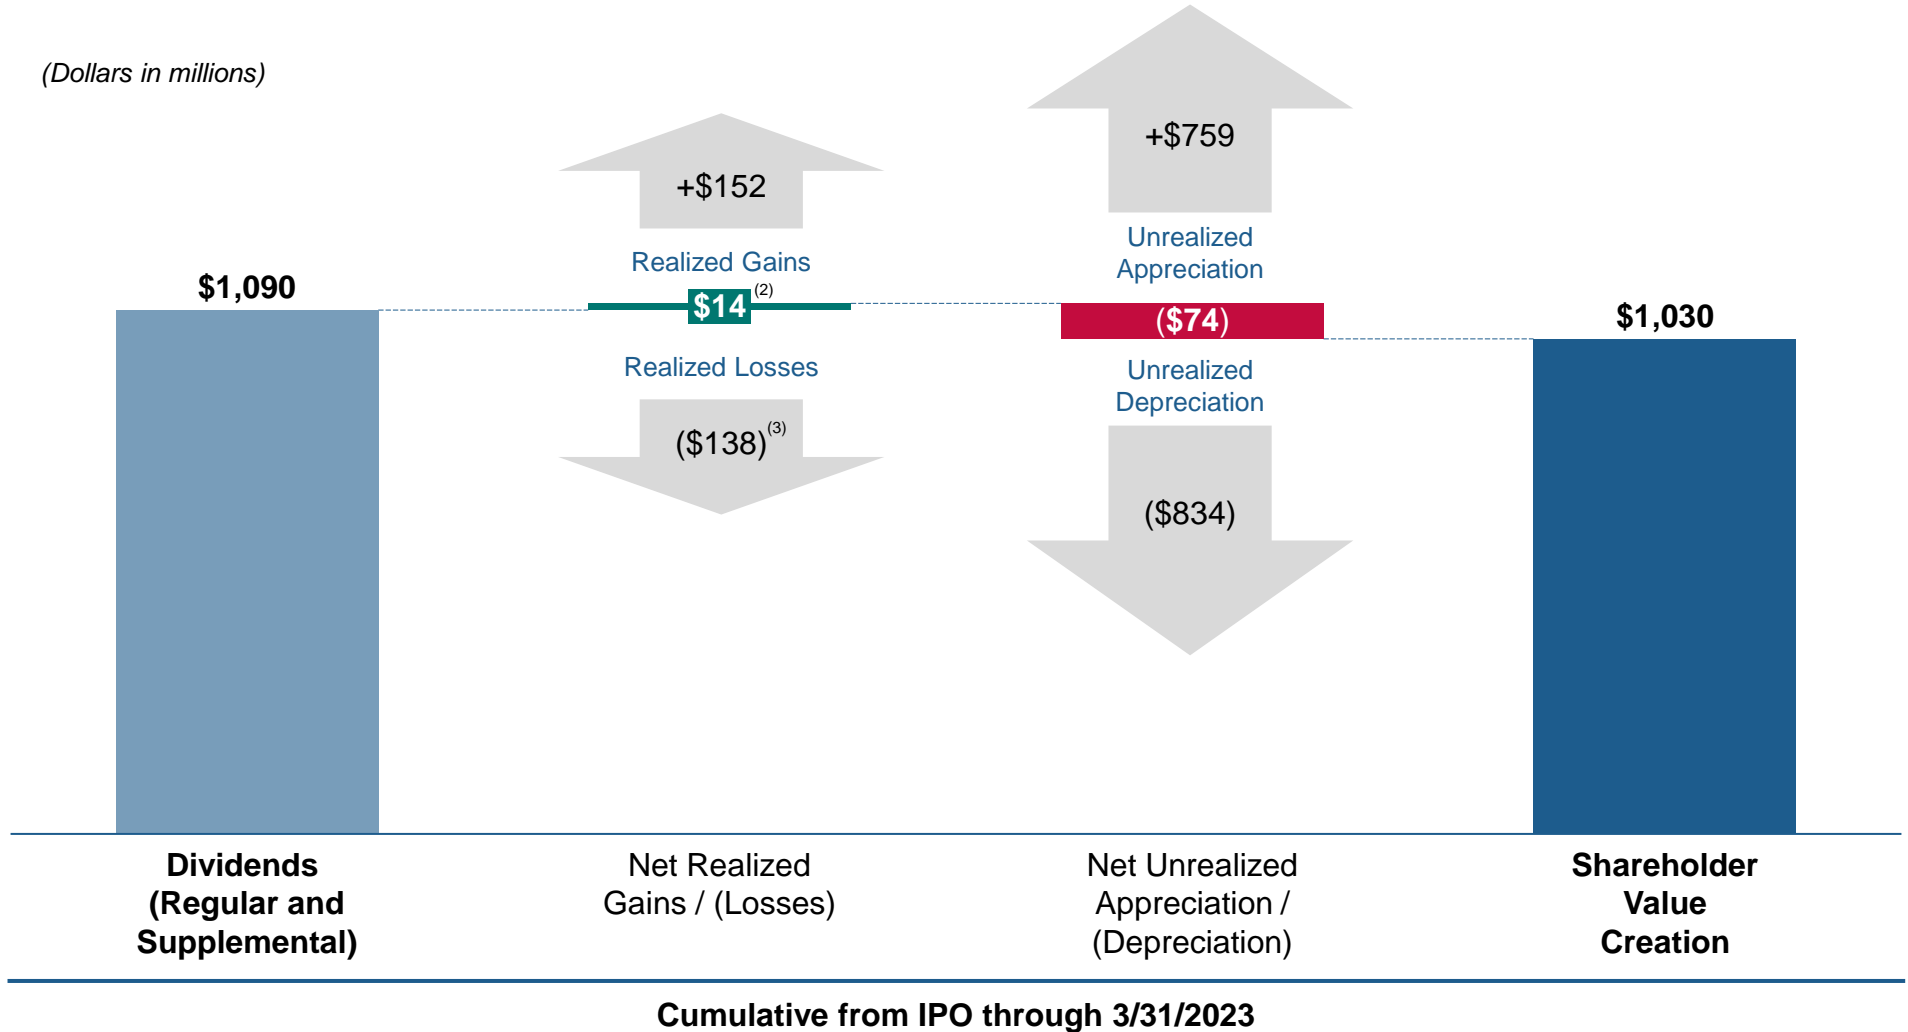 (Dollars in millions)
+$759
+$152
Unrealized
Appreciation
Realized Gains
$1,090
$14 (2)
($74)
$1,030
Realized Losses
Unrealized
Depreciation
($138)(3)
($834)
Dividends
(Regular and
Supplemental)
Net Realized
Gains / (Losses)
Net Unrealized
Appreciation /
(Depreciation)
Shareholder
Value
Creation
Cumulative from IPO through 3/31/2023